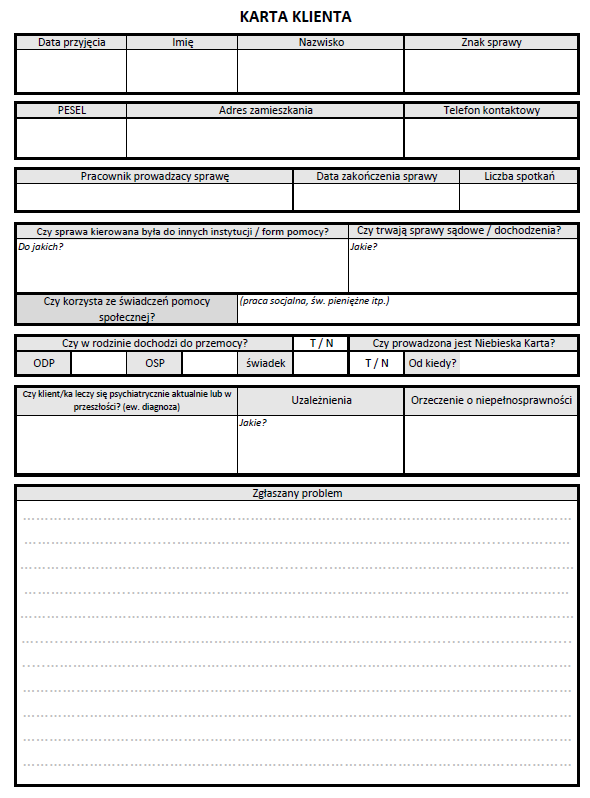 KARTA KLIENTA
Data przyjęcia Imię Nazwisko Znak sprawy
PESEL Adres zamieszkania Telefon kontaktowy
Pracownik prowadzacy sprawę Data zakończenia sprawy Liczba spotkań
Czy sprawa kierowana była do innych instytucji / form pomocy? Czy trwają sprawy sądowe / dochodzenia?
Do jakich? Jakie?
Czy korzysta ze świadczeń pomocy (praca socjalna, św. pieniężne itp.)
społecznej?
Czy w rodzinie dochodzi do przemocy? T / N Czy prowadzona jest Niebieska Karta?
ODP OSP świadek T / N Od kiedy?
Czy klient/ka leczy się psychiatrycznie aktualnie lub w
przeszłości? (ew. diagnoza) Uzależnienia Orzeczenie o niepełnosprawności
Jakie?
Zgłaszany problem